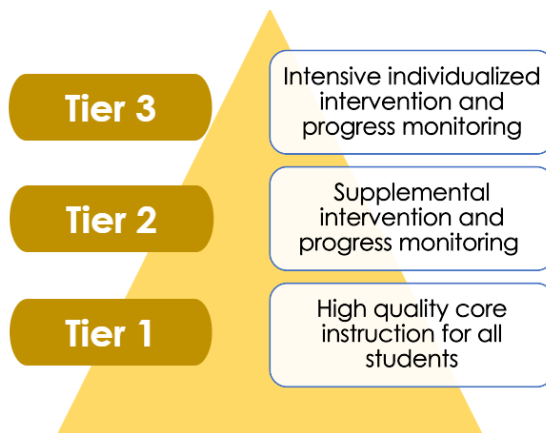 Tier 3
Intensive individualized
intervention and
progress monitoring
Tier 2
Supplemental
intervention and
progress monitoring
Tier 1
High quality core
instruction for all
students